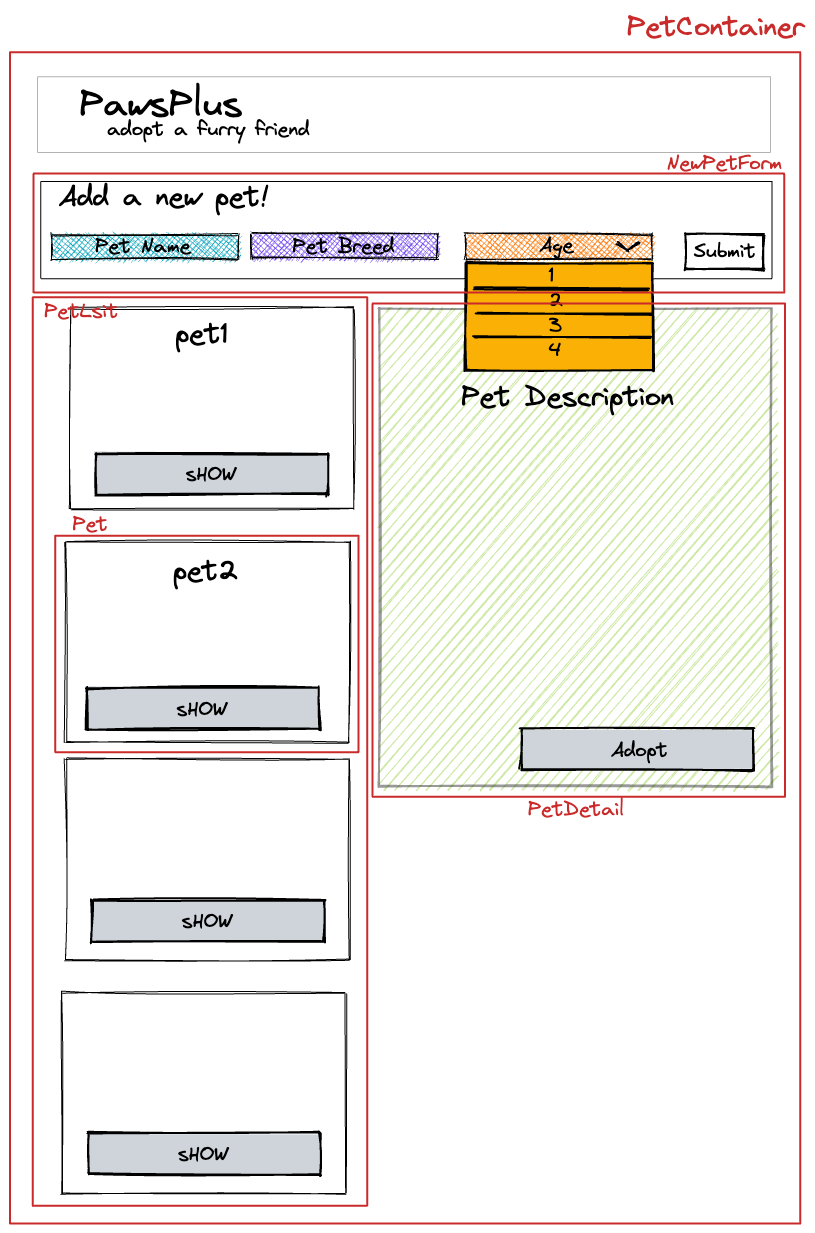 PetContainer
PawsPlus
adopt a furry friend
NewPetForm
Add a new pet!
Pet Name
Pet Breed
Age
Submit
1
2
3
4
PetLsit
pet1
sHOW
Pet
pet2
sHOW
sHOW
sHOW
Pet Description
Adopt
PetDetail